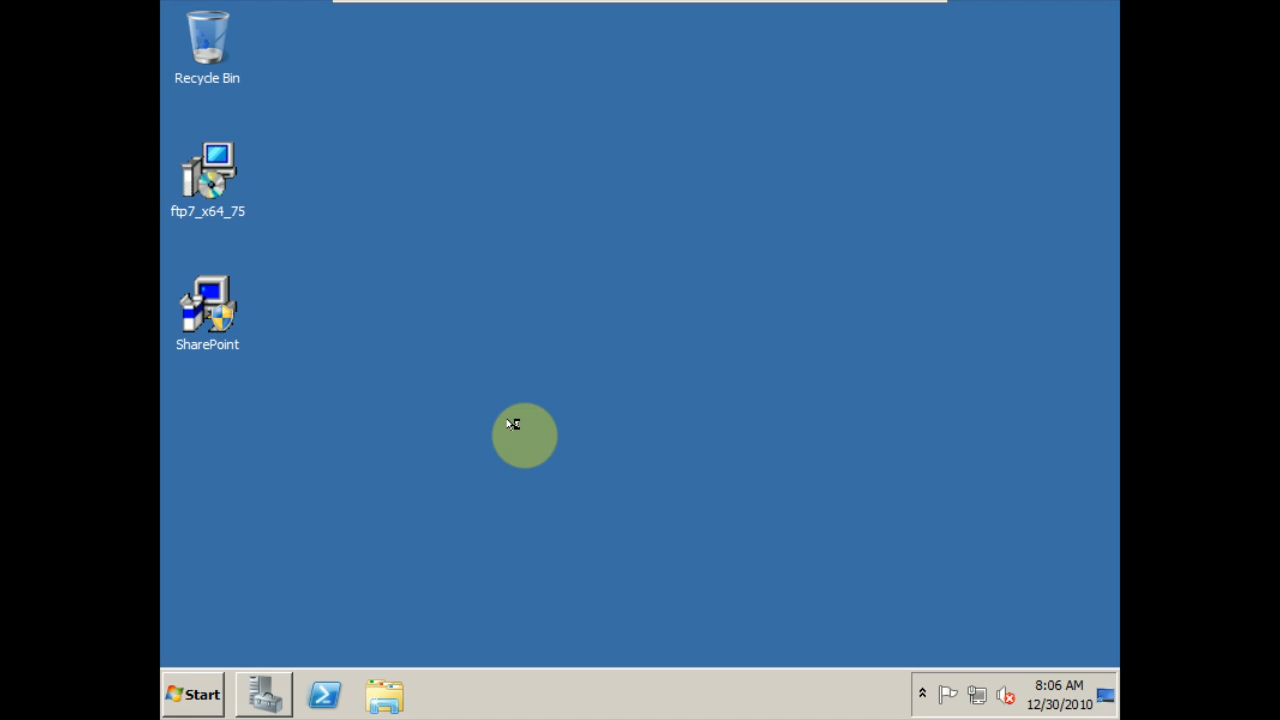 Recycle Bin
ftp7_x64_75
SharePoint
Start
8:06 AM
12/30/2010